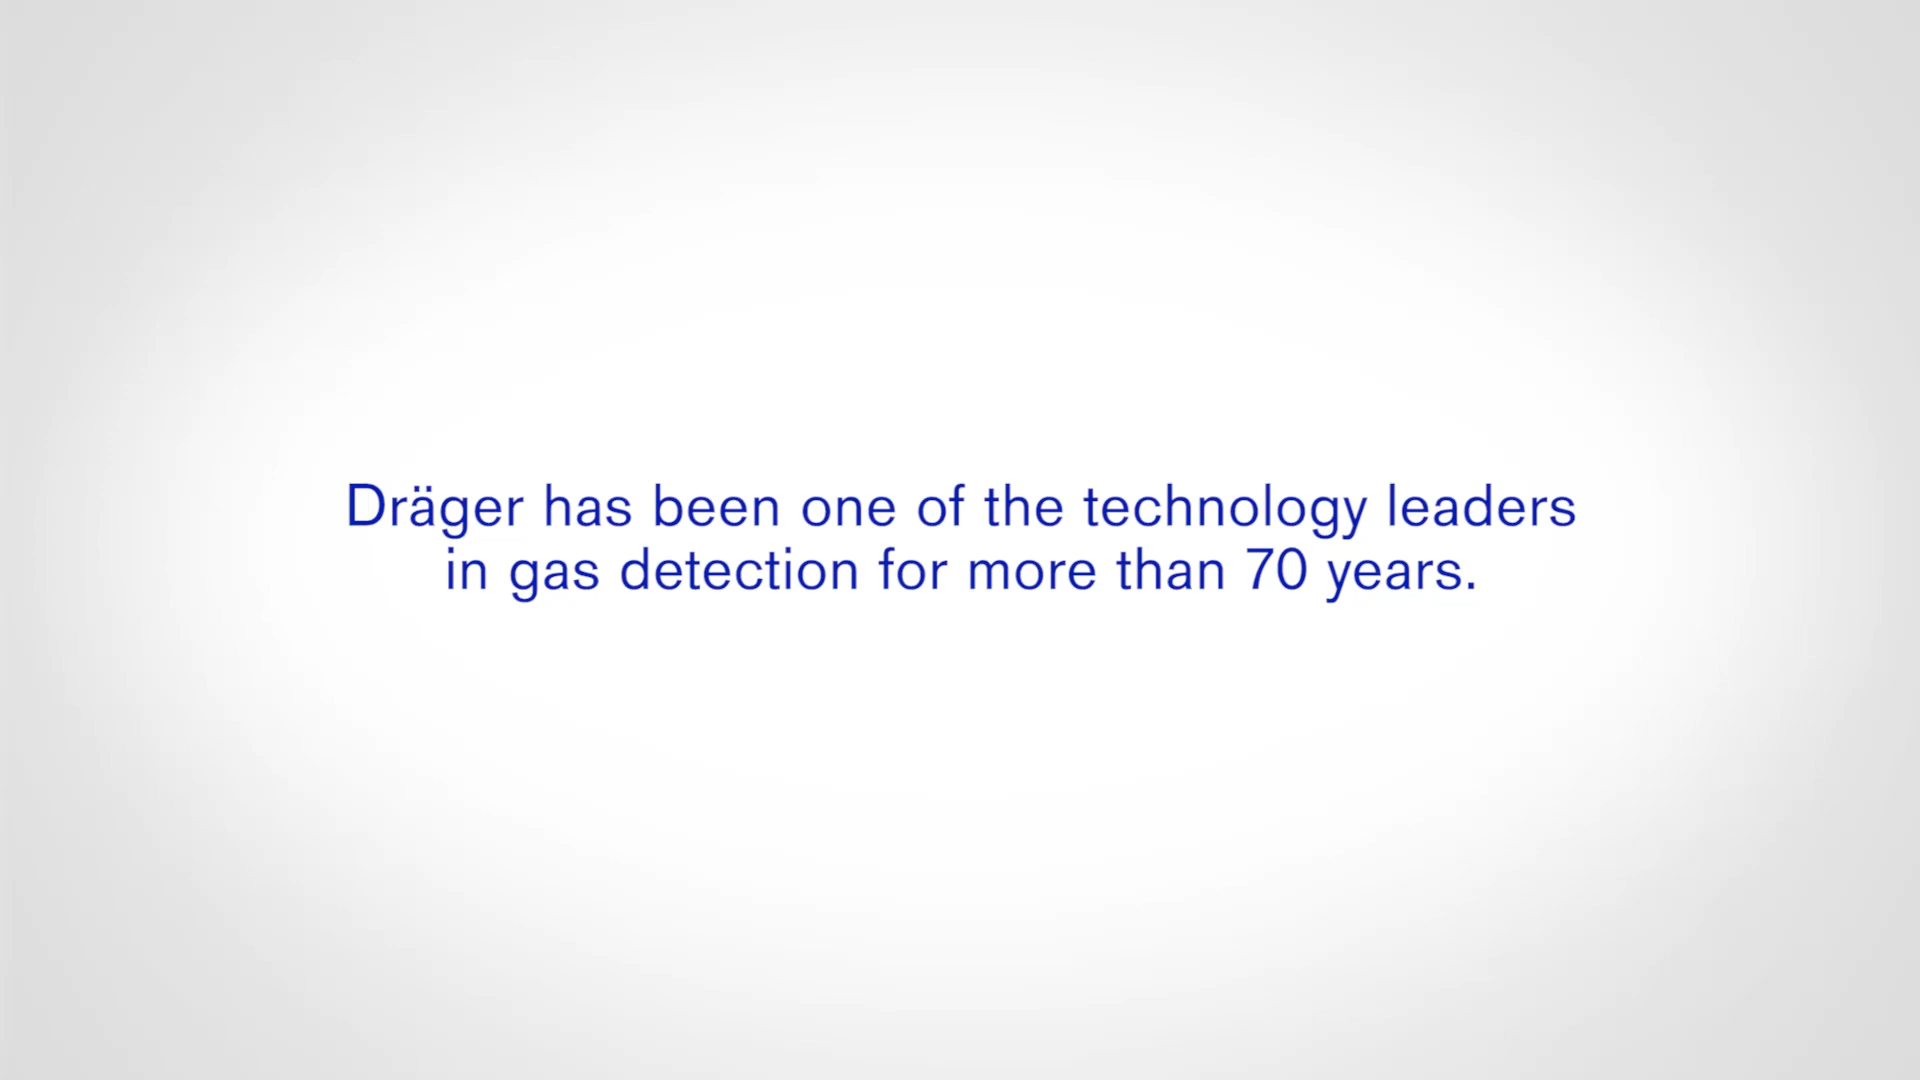 Dräger has been one of the technology leaders
in gas detection for more than 70 years.